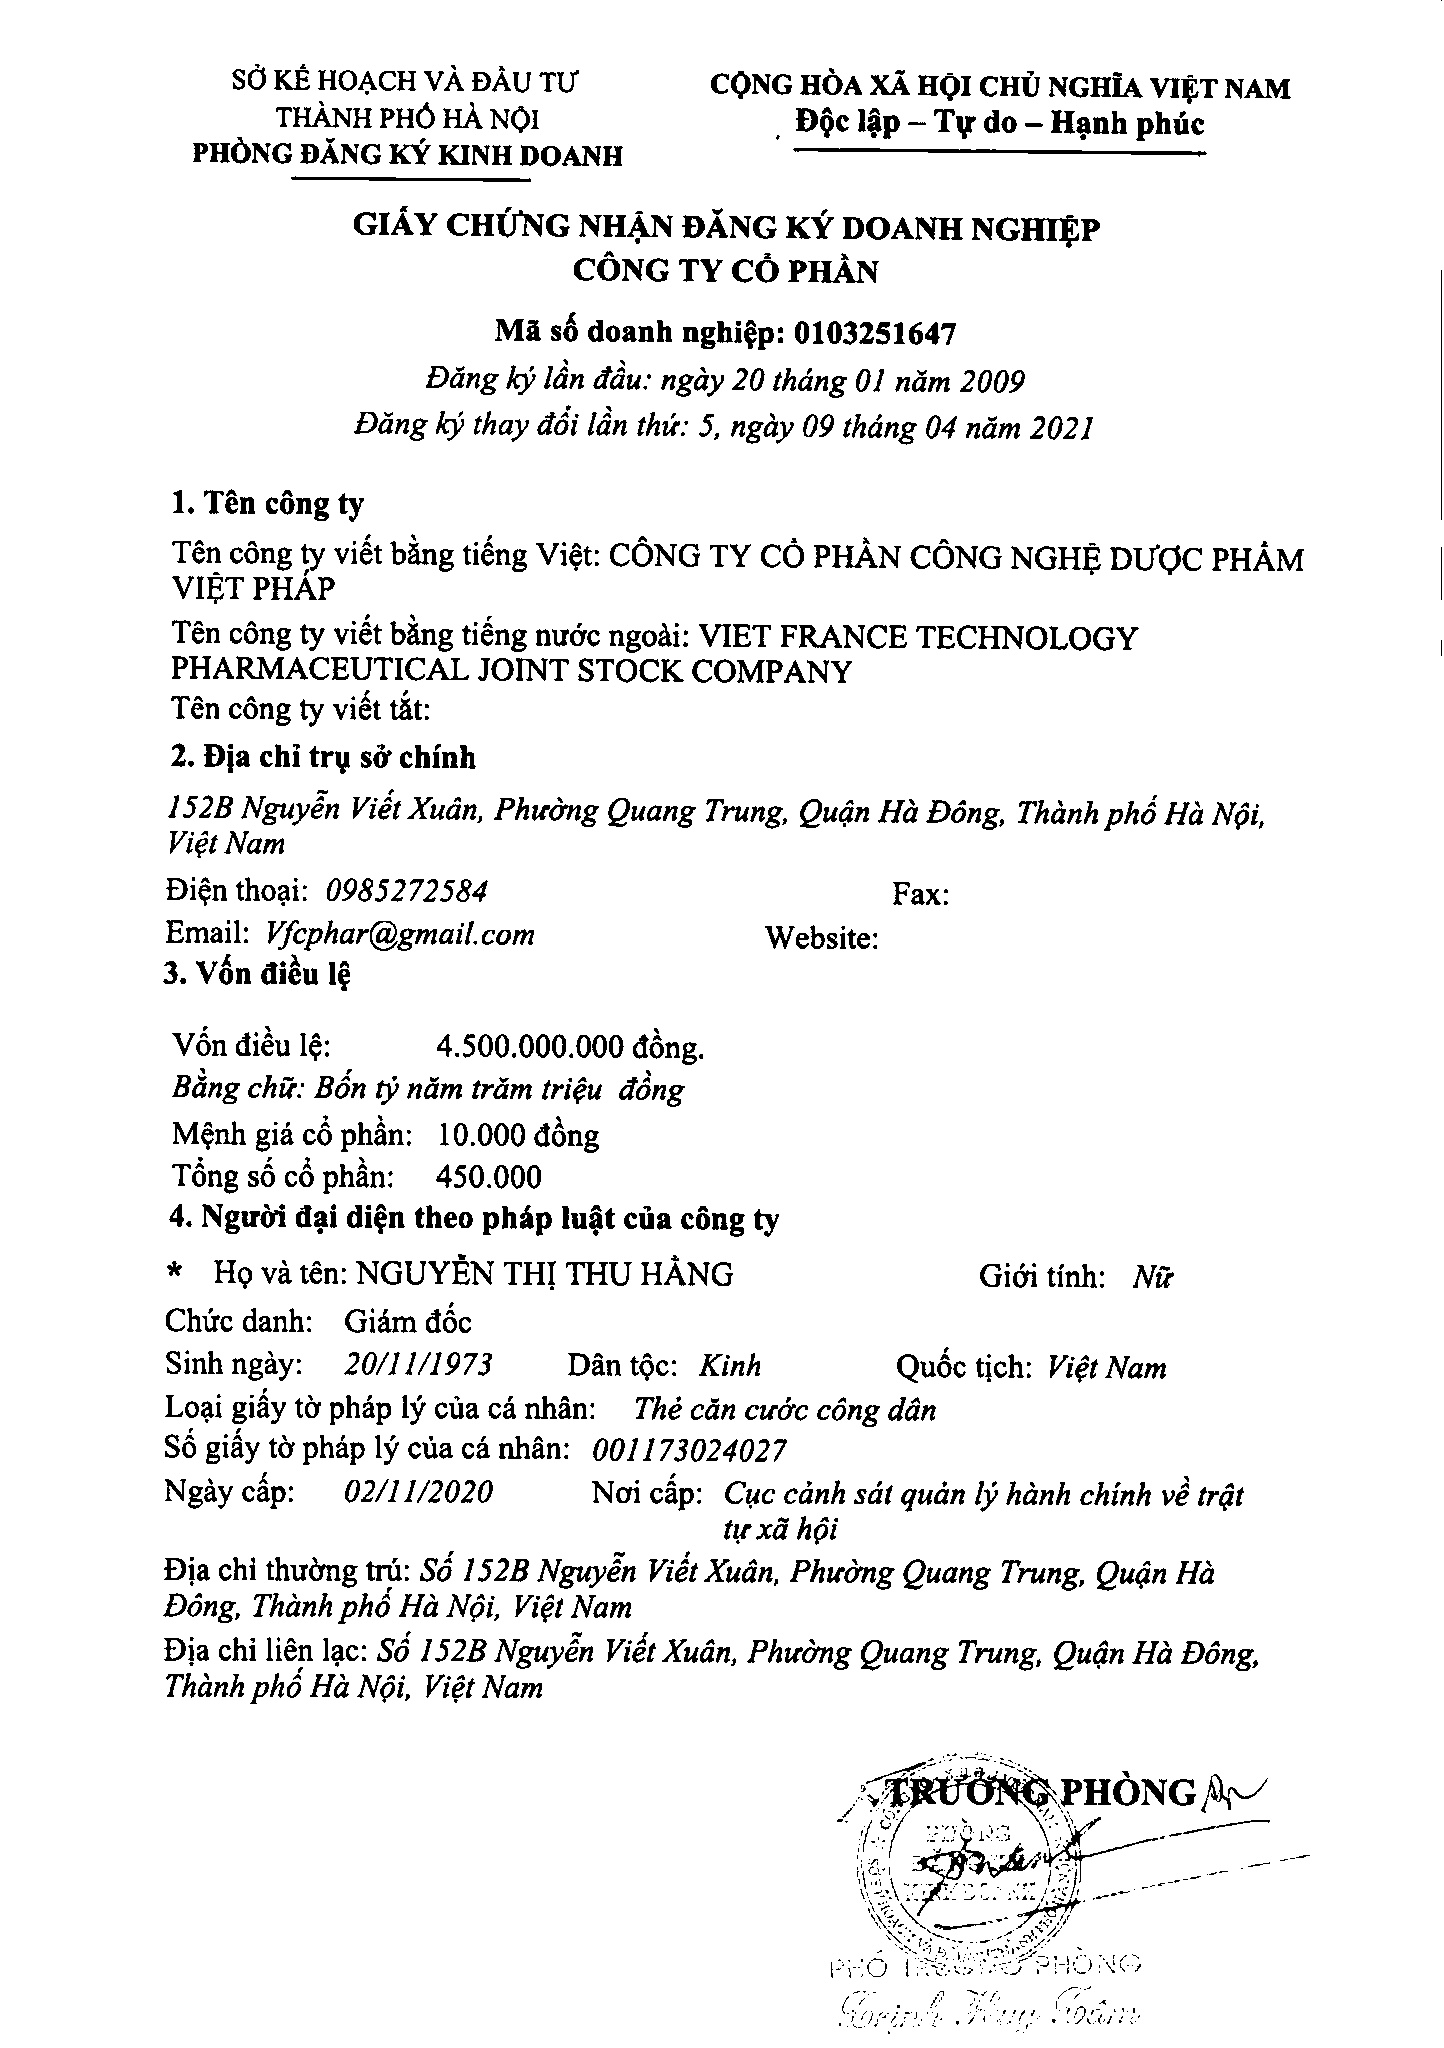 SỞ KẾ HOẠCH VÀ ĐẦU TƯ
THÀNH PHỐ HÀ NỘI
PHÒNG ĐĂNG KÝ KINH DOANH
CỘNG HÒA XÃ HỘI CHỦ NGHĨA VIỆT NAM
Độc lập – Tự do – Hạnh phúc
GIẤY CHỨNG NHẬN ĐĂNG KÝ DOANH NGHIỆP
CÔNG TY CỔ PHẦN
Mã số doanh nghiệp: 0103251647
Đăng ký lần đầu: ngày 20 tháng 01 năm 2009
Đăng ký thay đổi lần thứ: 5, ngày 09 tháng 04 năm 2021
1. Tên công ty
Tên công ty viết bằng tiếng Việt: CÔNG TY CỔ PHẦN CÔNG NGHỆ DƯỢC PHẨM
VIỆT PHÁP
Tên công ty viết bằng tiếng nước ngoài: VIET FRANCE TECHNOLOGY
PHARMACEUTICAL JOINT STOCK COMPANY
Tên công ty viết tắt:
2. Địa chỉ trụ sở chính
152B Nguyễn Viết Xuân, Phường Quang Trung, Quận Hà Đông, Thành phố Hà Nội,
Việt Nam
Điện thoại: 0985272584 Fax:
Email: Vfcphar@gmail.com Website:
3. Vốn điều lệ
Vốn điều lệ: 4.500.000.000 đồng.
Bằng chữ: Bốn tỷ năm trăm triệu đồng
Mệnh giá cổ phần: 10.000 đồng
Tổng số cổ phần: 450.000
4. Người đại diện theo pháp luật của công ty
* Họ và tên: NGUYỄN THỊ THU HẰNG Giới tính: Nữ
Chức danh: Giám đốc
Sinh ngày: 20/11/1973 Dân tộc: Kinh Quốc tịch: Việt Nam
Loại giấy tờ pháp lý của cá nhân: Thẻ căn cước công dân
Số giấy tờ pháp lý của cá nhân: 001173024027
Ngày cấp: 02/11/2020 Nơi cấp: Cục cảnh sát quản lý hành chính về trật
tự xã hội
Địa chỉ thường trú: Số 152B Nguyễn Viết Xuân, Phường Quang Trung, Quận Hà
Đông, Thành phố Hà Nội, Việt Nam
Địa chỉ liên lạc: Số 152B Nguyễn Viết Xuân, Phường Quang Trung, Quận Hà Đông,
Thành phố Hà Nội, Việt Nam
TRƯỞNG PHÒNG
PHÒNG
ĐĂNG KÝ
KINH DOANH
PHÓ TRƯỞNG PHÒNG
Trịnh Huy Tâm